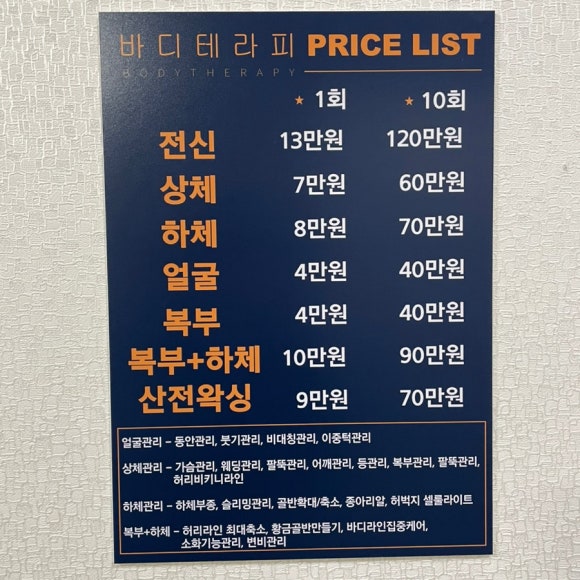 바디테라피 PRICE LIST
BODYTHERAPY
★ 1회 ★ 10회
전신 13만원 120만원
상체 7만원 60만원
하체 8만원 70만원
얼굴 4만원 40만원
복부 4만원 40만원
복부+하체 10만원 90만원
산전왁싱 9만원 70만원
얼굴관리 – 동안관리, 붓기관리, 비대칭관리, 이중턱관리
상체관리 – 가슴관리, 웨딩관리, 팔뚝관리, 어깨관리, 등관리, 복부관리, 팔뚝관리,
허리비키니라인
하체관리 – 하체부종, 슬리밍관리, 골반확대/축소, 종아리알, 허벅지 셀룰라이트
복부+하체 – 허리라인 최대축소, 황금골반만들기, 바디라인집중케어,
소화기능관리, 변비관리